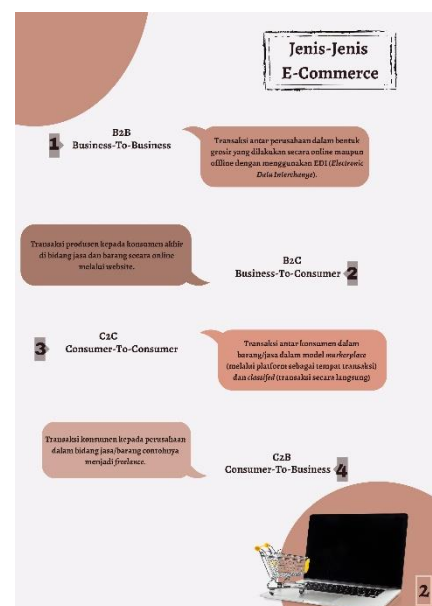 Jenis-Jenis
E-Commerce
1
B2B
Business-To-Business
Transaksi antar perusahaan dalam bentuk
grosir yang dilakukan secara online maupun
offline dengan menggunakan EDI (Electronic
Data Interchange).
Transaksi produsen kepada konsumen akhir
di bidang jasa dan barang secara online
melalui website.
B2C
Business-To-Consumer
2
3
C2C
Consumer-To-Consumer
Transaksi antar konsumen dalam
barang/jasa dalam model markerplace
(melalui platform sebagai tempat transaksi)
dan classifed (transaksi secara langsung)
Transaksi konsumen kepada perusahaan
dalam bidang jasa/barang contohnya
menjadi freelance.
C2B
Consumer-To-Business
4
2